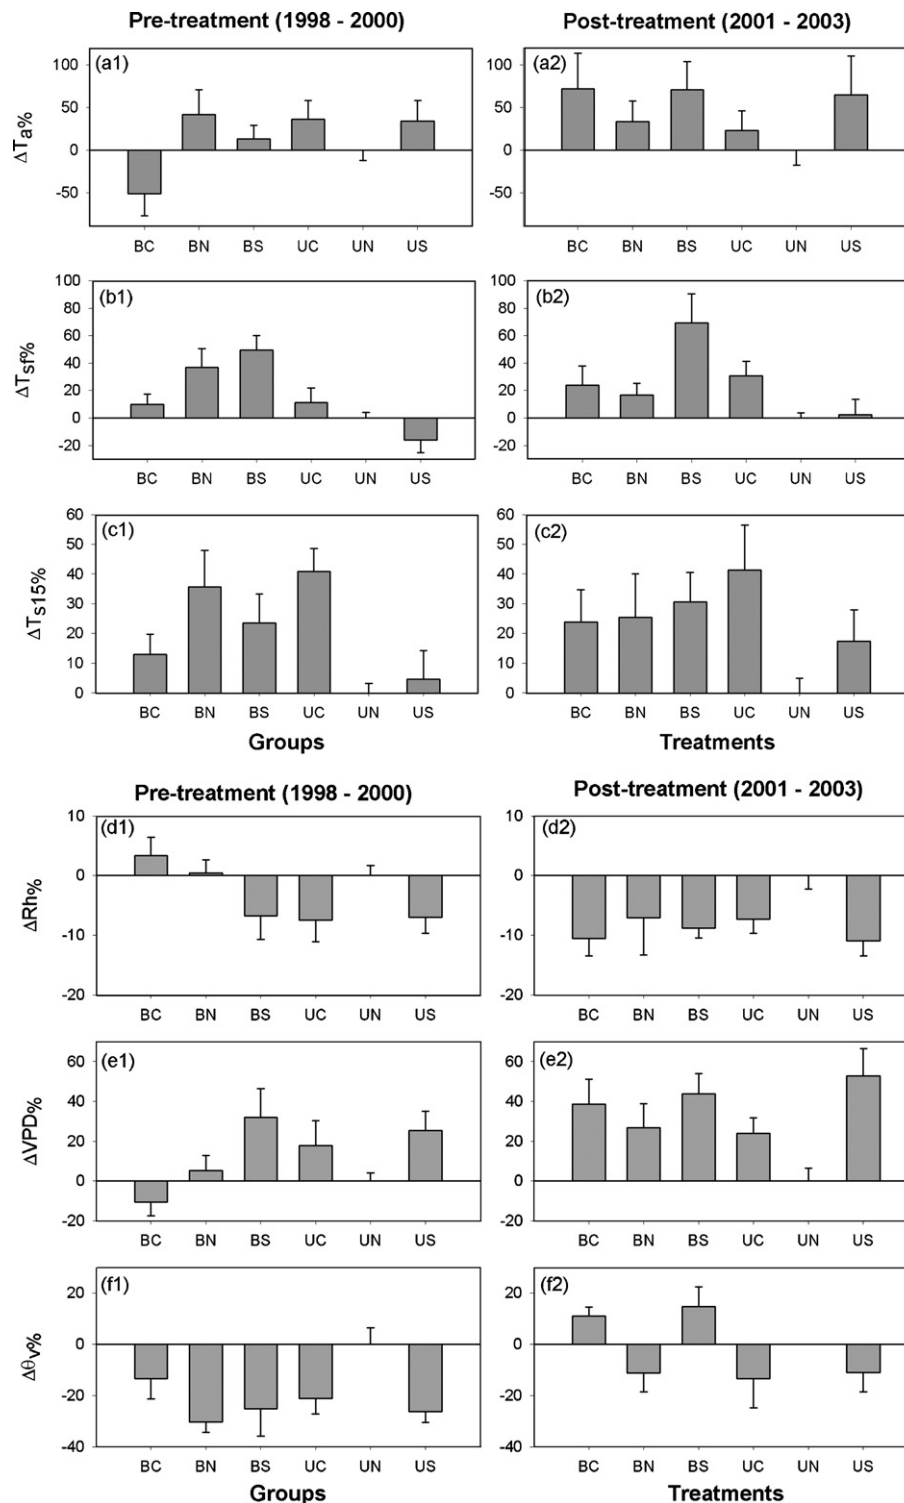 Pre-treatment (1998 - 2000) Post-treatment (2001 - 2003)
(a1) (a2)
100 100
50 50
0 0
-50 -50
ΔTa%
BC BN BS UC UN US BC BN BS UC UN US
(b1) (b2)
100 100
80 80
60 60
40 40
20 20
0 0
-20 -20
ΔTsf%
BC BN BS UC UN US BC BN BS UC UN US
(c1) (c2)
60 60
50 50
40 40
30 30
20 20
10 10
0 0
ΔTs15%
BC BN BS UC UN US BC BN BS UC UN US
Groups Treatments
Pre-treatment (1998 - 2000) Post-treatment (2001 - 2003)
(d1) (d2)
10 10
0 0
-10 -10
-20 -20
ΔRh%
BC BN BS UC UN US BC BN BS UC UN US
(e1) (e2)
60 60
40 40
20 20
0 0
-20 -20
ΔVPD%
BC BN BS UC UN US BC BN BS UC UN US
(f1) (f2)
20 20
0 0
-20 -20
-40 -40
Δθv%
BC BN BS UC UN US BC BN BS UC UN US
Groups Treatments